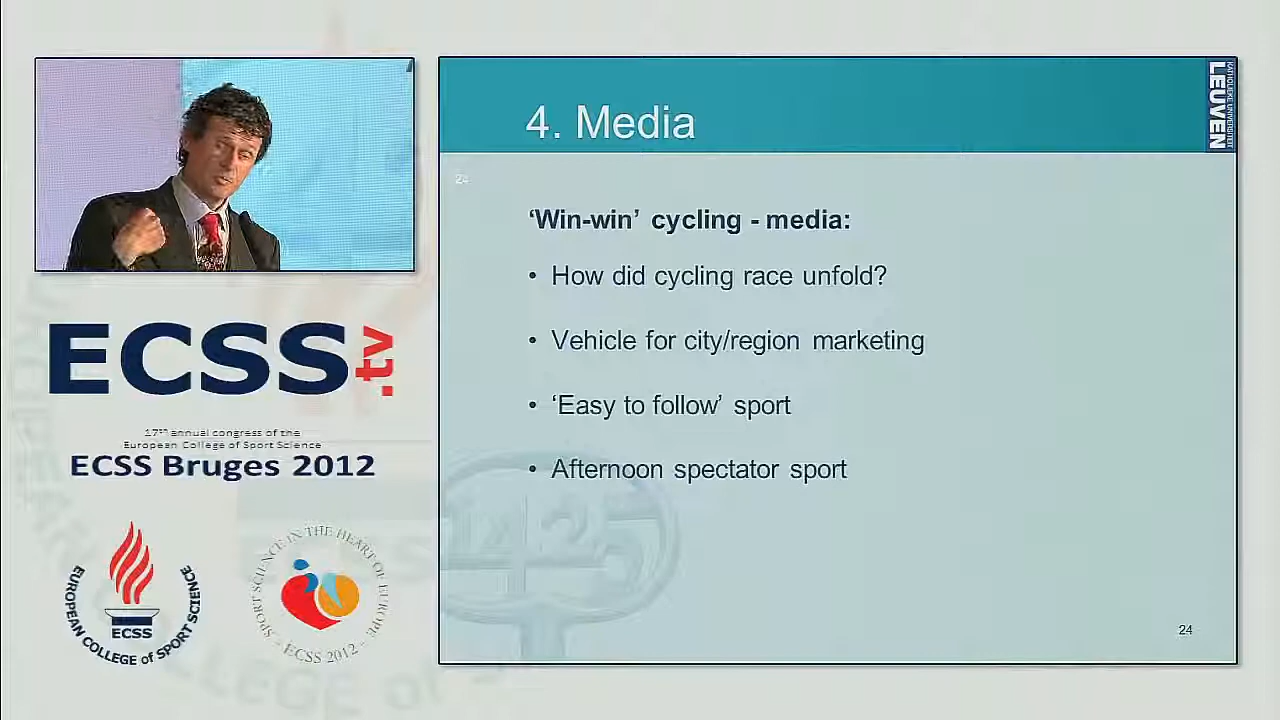 4. Media
KATHOLIEKE UNIVERSITEIT
LEUVEN
24
‘Win-win’ cycling - media:
• How did cycling race unfold?
• Vehicle for city/region marketing
• ‘Easy to follow’ sport
• Afternoon spectator sport
24
ECSS.tv
17th annual congress of the
European College of Sport Science
ECSS Bruges 2012
EUROPEAN COLLEGE of SPORT SCIENCE
ECSS
SPORT SCIENCE IN THE HEART OF EUROPE
- ECSS 2012 -